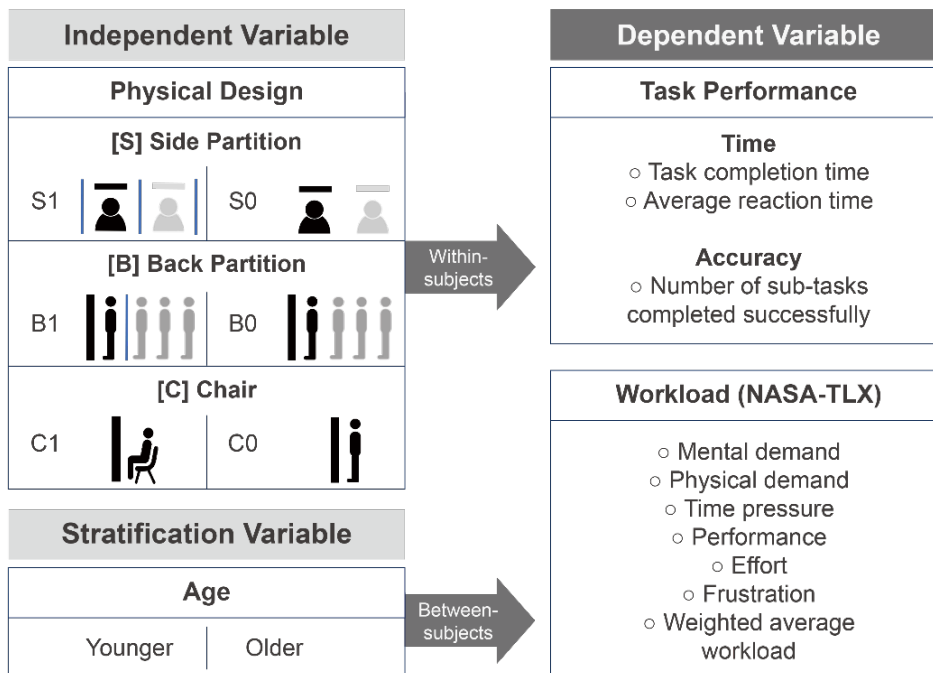 Independent Variable
Physical Design
[S] Side Partition
S1
S0
[B] Back Partition
B1
B0
[C] Chair
C1
C0
Stratification Variable
Age
Younger
Older
Within-
subjects
Between-
subjects
Dependent Variable
Task Performance
Time
○ Task completion time
○ Average reaction time
Accuracy
○ Number of sub-tasks
completed successfully
Workload (NASA-TLX)
○ Mental demand
○ Physical demand
○ Time pressure
○ Performance
○ Effort
○ Frustration
○ Weighted average
workload